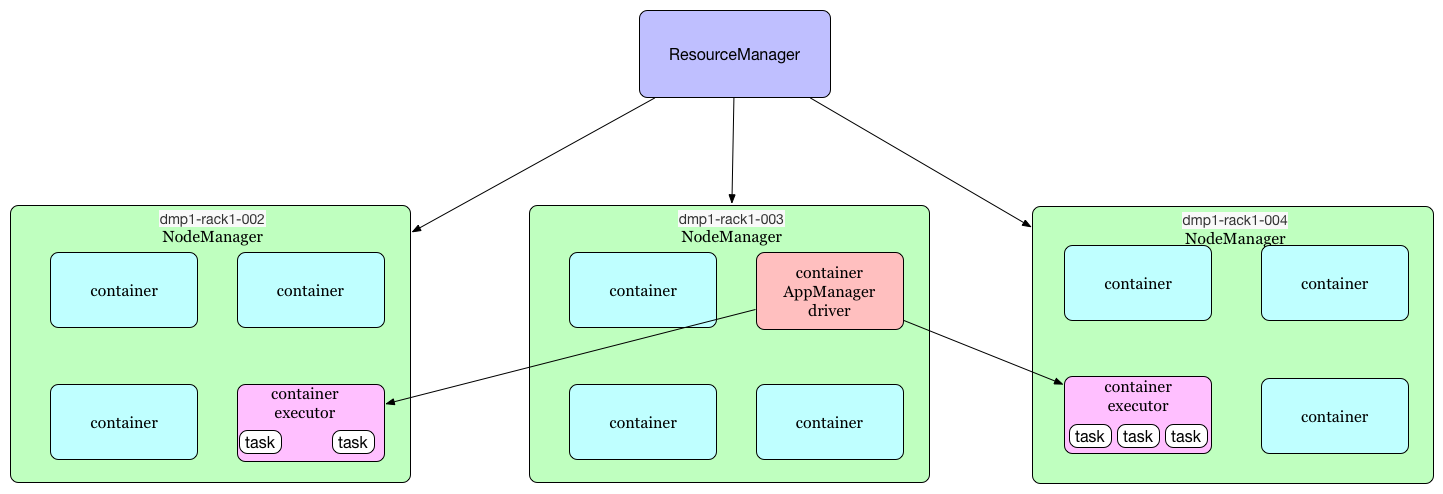 ResourceManager
dmp1-rack1-002
NodeManager
container
container
container
container
executor
task
task
dmp1-rack1-003
NodeManager
container
container
AppManager
driver
container
container
dmp1-rack1-004
NodeManager
container
container
container
executor
task
task
task
container